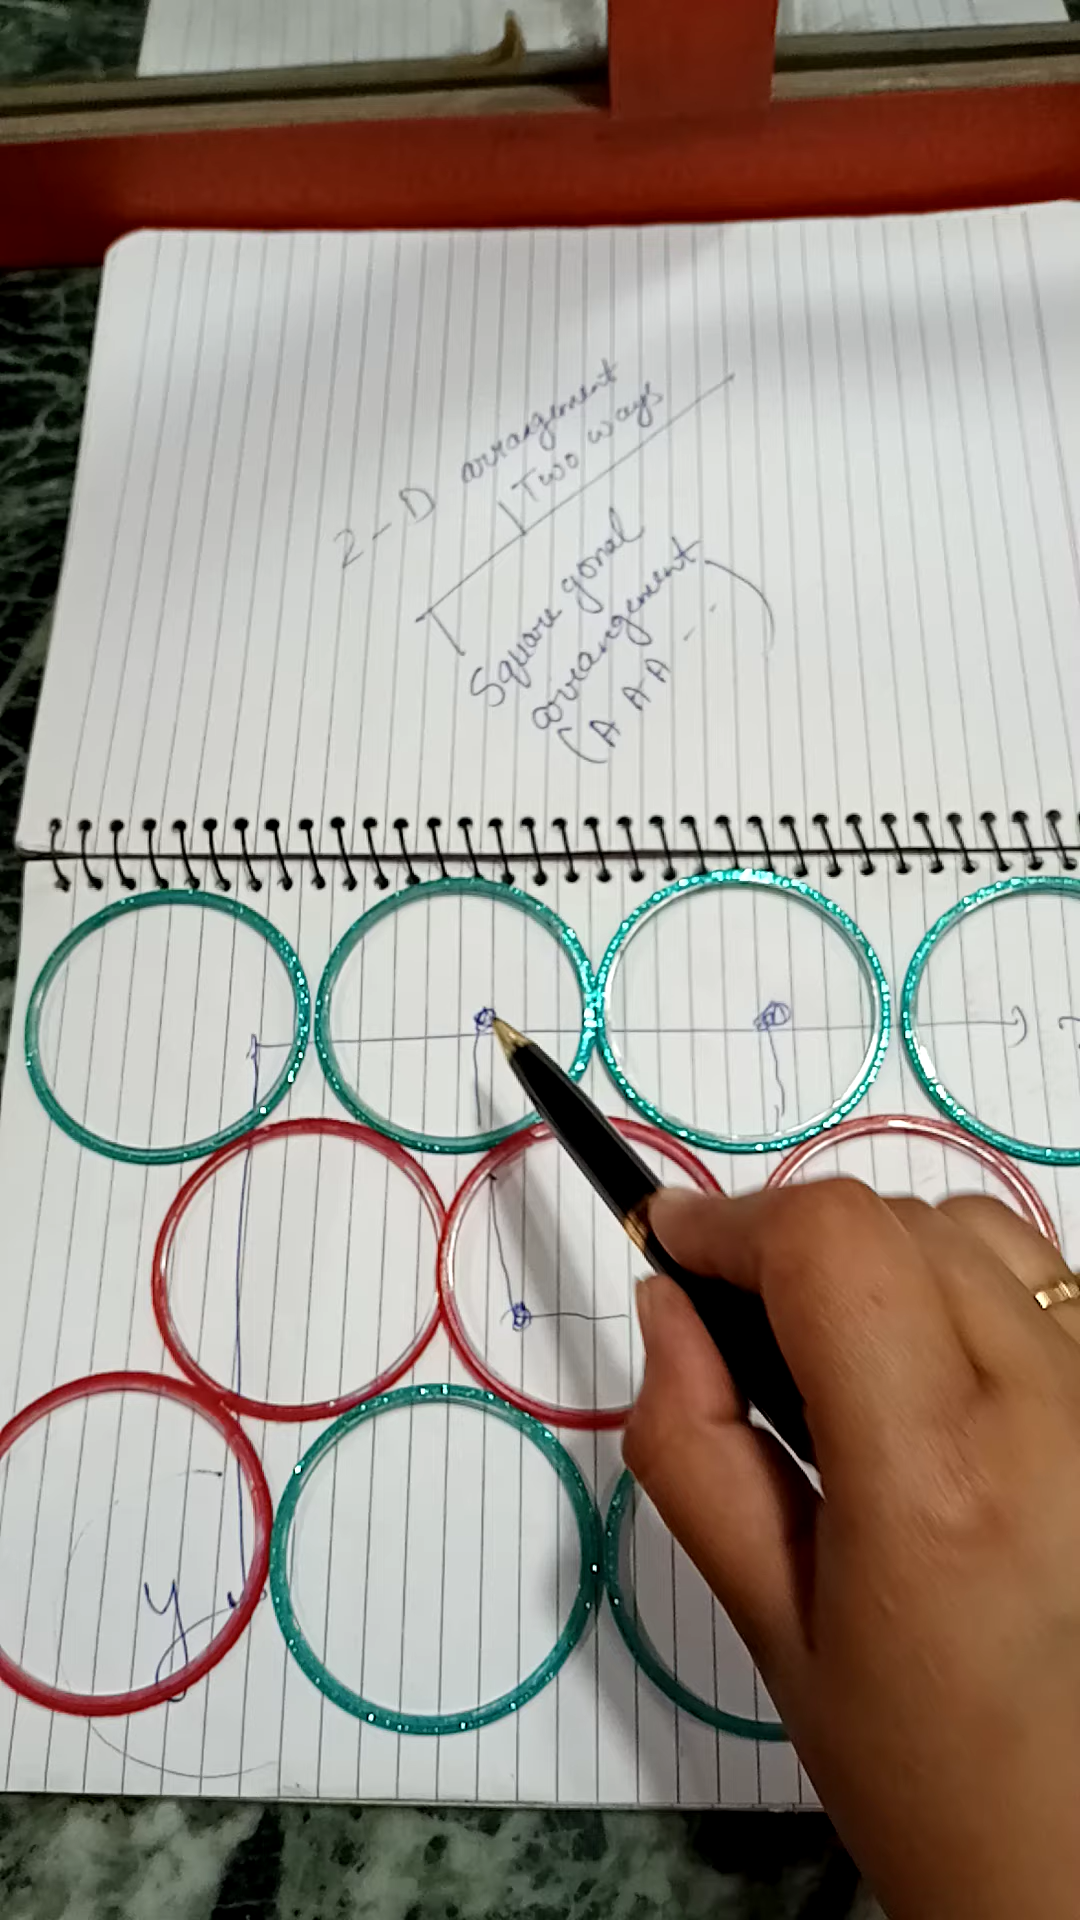 2-D arrangement
Two ways
Square gonal
arrangement
(A A A - - )
y